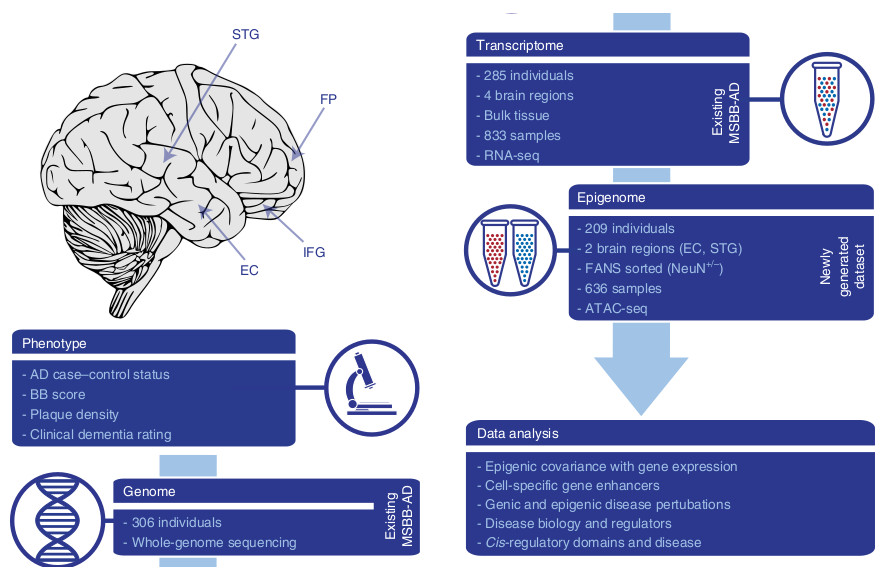 STG
FP
IFG
EC
Phenotype
- AD case–control status
- BB score
- Plaque density
- Clinical dementia rating
Genome
- 306 individuals
- Whole-genome sequencing
Existing
MSBB-AD
Transcriptome
- 285 individuals
- 4 brain regions
- Bulk tissue
- 833 samples
- RNA-seq
Existing
MSBB-AD
Epigenome
- 209 individuals
- 2 brain regions (EC, STG)
- FANS sorted (NeuN+/–)
- 636 samples
- ATAC-seq
Newly
generated
dataset
Data analysis
- Epigenic covariance with gene expression
- Cell-specific gene enhancers
- Genic and epigenic disease pertubations
- Disease biology and regulators
- Cis-regulatory domains and disease